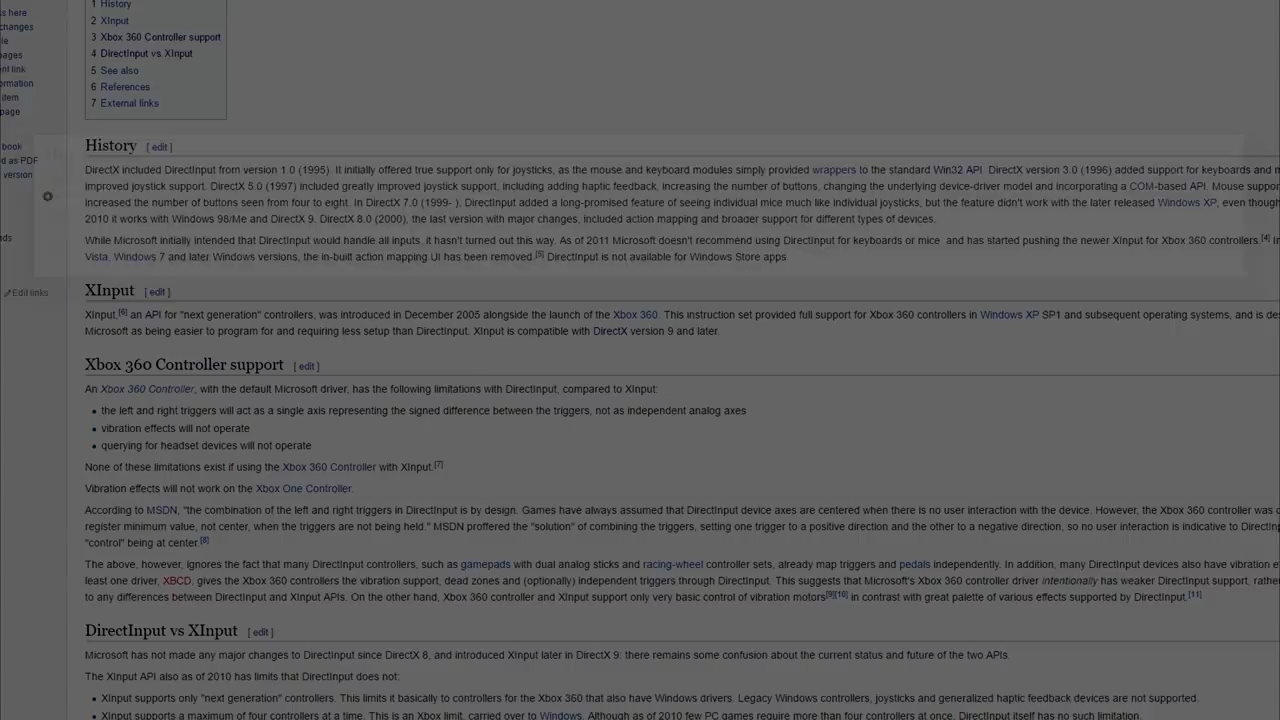 1 History
s here
2 XInput
changes
3 Xbox 360 Controller support
le
4 DirectInput vs XInput
pages
5 See also
ent link
6 References
ormation
item
7 External links
page
History [ edit ]
book
ed as PDF
version
DirectX included DirectInput from version 1.0 (1995). It initially offered true support only for joysticks, as the mouse and keyboard modules simply provided wrappers to the standard Win32 API DirectX version 3.0 (1996) added support for keyboards and m
improved joystick support. DirectX 5.0 (1997) included greatly improved joystick support, including adding haptic feedback, increasing the number of buttons, changing the underlying device-driver model and incorporating a COM-based API. Mouse suppor
increased the number of buttons seen from four to eight. In DirectX 7.0 (1999- ), DirectInput added a long-promised feature of seeing individual mice much like individual joysticks, but the feature didn't work with the later released Windows XP, even though
2010 it works with Windows 98/Me and DirectX 9. DirectX 8.0 (2000), the last version with major changes, included action mapping and broader support for different types of devices.
ads
While Microsoft initially intended that DirectInput would handle all inputs, it hasn't turned out this way. As of 2011 Microsoft doesn't recommend using DirectInput for keyboards or mice and has started pushing the newer XInput for Xbox 360 controllers.[4] In
Vista, Windows 7 and later Windows versions, the in-built action mapping UI has been removed.[5] DirectInput is not available for Windows Store apps
Edit links
XInput [ edit ]
XInput,[6] an API for "next generation" controllers, was introduced in December 2005 alongside the launch of the Xbox 360. This instruction set provided full support for Xbox 360 controllers in Windows XP SP1 and subsequent operating systems, and is des
Microsoft as being easier to program for and requiring less setup than DirectInput. XInput is compatible with DirectX version 9 and later.
Xbox 360 Controller support [ edit ]
An Xbox 360 Controller, with the default Microsoft driver, has the following limitations with DirectInput, compared to XInput:
• the left and right triggers will act as a single axis representing the signed difference between the triggers, not as independent analog axes
• vibration effects will not operate
• querying for headset devices will not operate
None of these limitations exist if using the Xbox 360 Controller with XInput.[7]
Vibration effects will not work on the Xbox One Controller.
According to MSDN, "the combination of the left and right triggers in DirectInput is by design. Games have always assumed that DirectInput device axes are centered when there is no user interaction with the device. However, the Xbox 360 controller was d
register minimum value, not center, when the triggers are not being held." MSDN proffered the "solution" of combining the triggers, setting one trigger to a positive direction and the other to a negative direction, so no user interaction is indicative to DirectInp
"control" being at center.[8]
The above, however, ignores the fact that many DirectInput controllers, such as gamepads with dual analog sticks and racing-wheel controller sets, already map triggers and pedals independently. In addition, many DirectInput devices also have vibration e
least one driver, XBCD, gives the Xbox 360 controllers the vibration support, dead zones and (optionally) independent triggers through DirectInput. This suggests that Microsoft's Xbox 360 controller driver intentionally has weaker DirectInput support, rathe
to any differences between DirectInput and XInput APIs. On the other hand, Xbox 360 controller and XInput support only very basic control of vibration motors[9][10] in contrast with great palette of various effects supported by DirectInput.[11]
DirectInput vs XInput [ edit ]
Microsoft has not made any major changes to DirectInput since DirectX 8, and introduced XInput later in DirectX 9: there remains some confusion about the current status and future of the two APIs.
The XInput API also as of 2010 has limits that DirectInput does not:
• XInput supports only "next generation" controllers. This limits it basically to controllers for the Xbox 360 that also have Windows drivers. Legacy Windows controllers, joysticks and generalized haptic feedback devices are not supported.
• XInput supports a maximum of four controllers at a time. This is an Xbox limit, carried over to Windows. Although as of 2010 few PC games require more than four controllers at once, DirectInput itself has no such limitation.